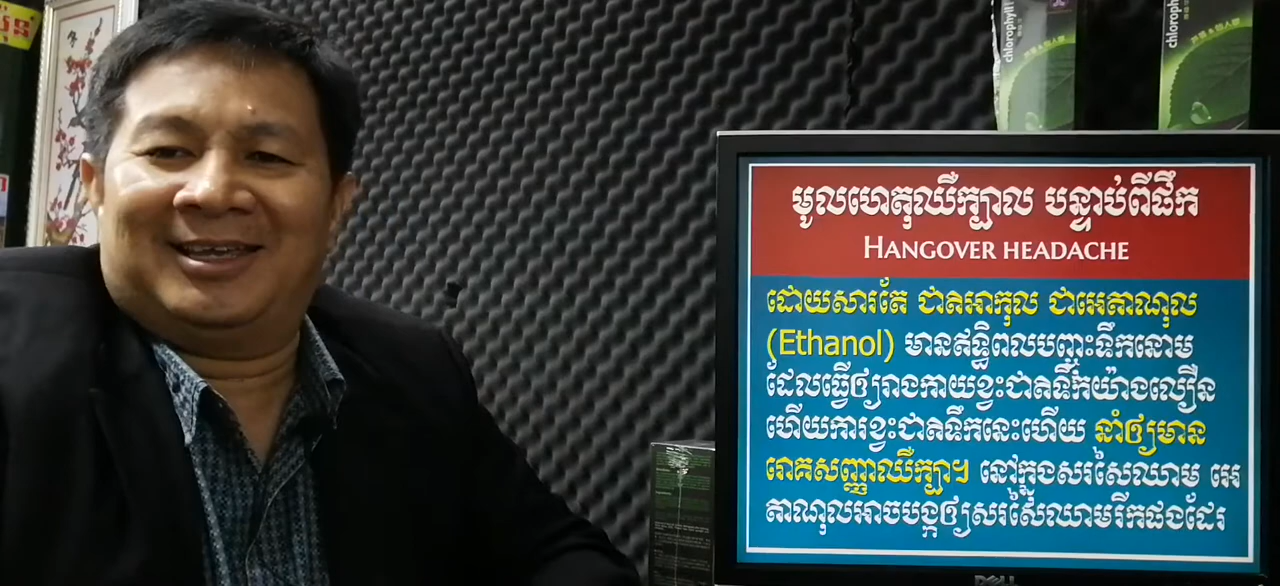 chlorophyll
chlorophyll
មូលហេតុឈឺក្បាល បន្ទាប់ពីផឹក
HANGOVER HEADACHE
ដោយសារតែ ជាតិអាកុល ជាអេតាណុល
(Ethanol) មានឥទ្ធិពលបញ្ចុះទឹកនោម
ដែលធ្វើឲ្យរាងកាយខ្វះជាតិទឹកយ៉ាងលឿន
ហើយការខ្វះជាតិទឹកនេះហើយ នាំឲ្យមាន
រោគសញ្ញាឈឺក្បា។ នៅក្នុងសរសៃឈាម អេ
តាណុលអាចបង្កឲ្យសរសៃឈាមរីកផងដែរ
DELL